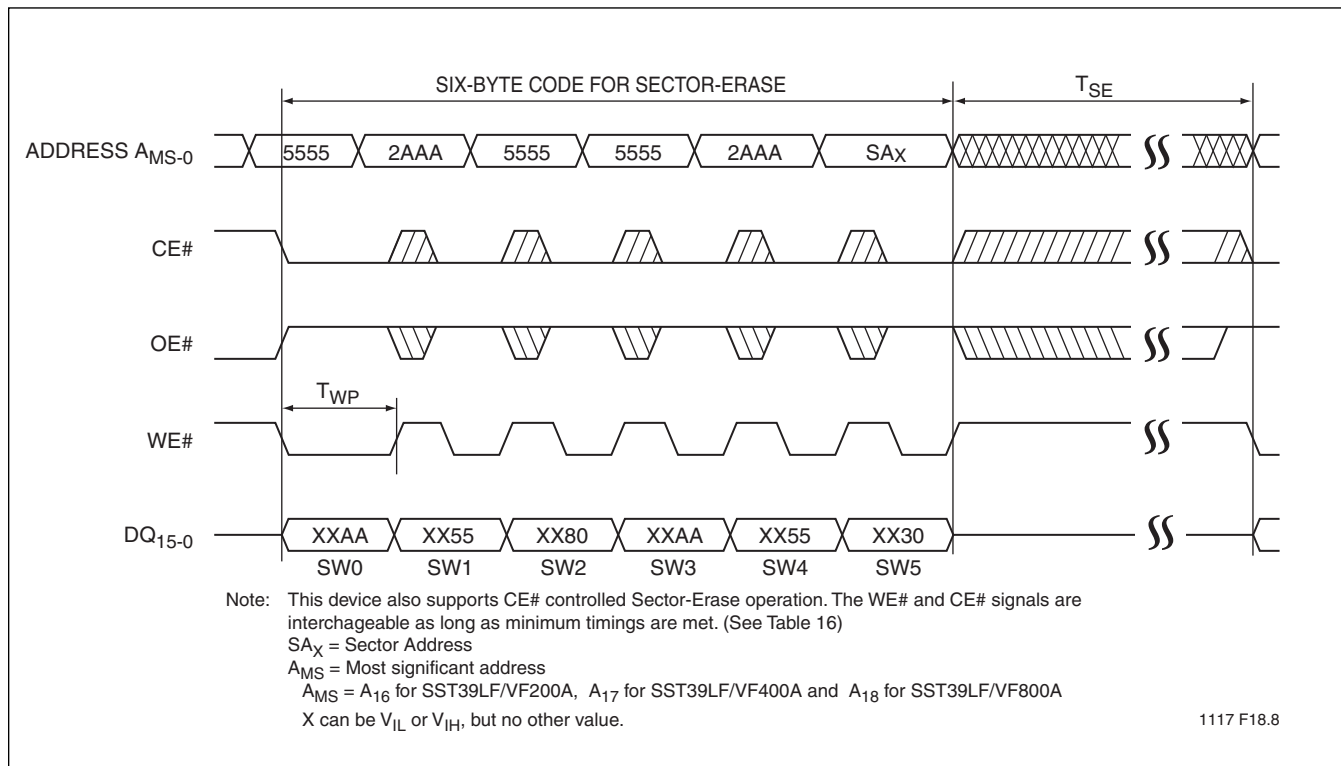 SIX-BYTE CODE FOR SECTOR-ERASE TSE
ADDRESS AMS-0 5555 2AAA 5555 5555 2AAA SAX
CE#
OE#
TWP
WE#
DQ15-0 XXAA XX55 XX80 XXAA XX55 XX30
SW0 SW1 SW2 SW3 SW4 SW5
Note: This device also supports CE# controlled Sector-Erase operation. The WE# and CE# signals are
interchageable as long as minimum timings are met. (See Table 16)
SAX = Sector Address
AMS = Most significant address
AMS = A16 for SST39LF/VF200A, A17 for SST39LF/VF400A and A18 for SST39LF/VF800A
X can be VIL or VIH, but no other value.
1117 F18.8